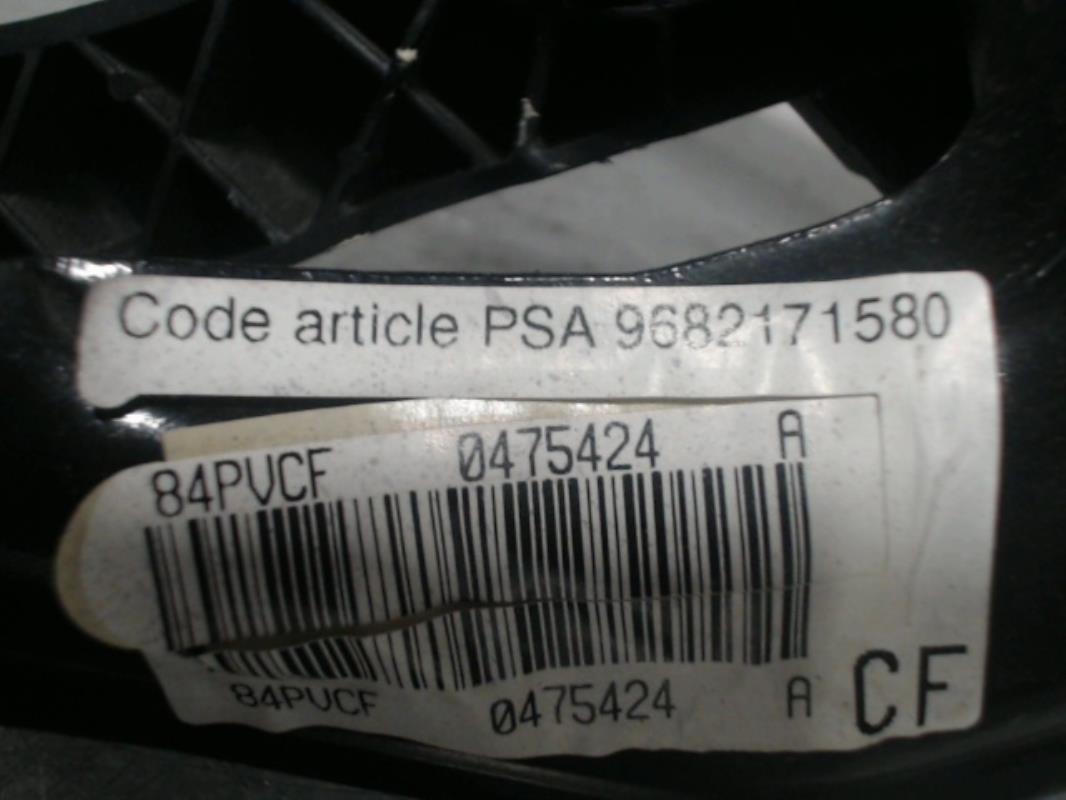 Code article PSA 9682171580
84PVCF 0475424 A
84PVCF 0475424 A
CF